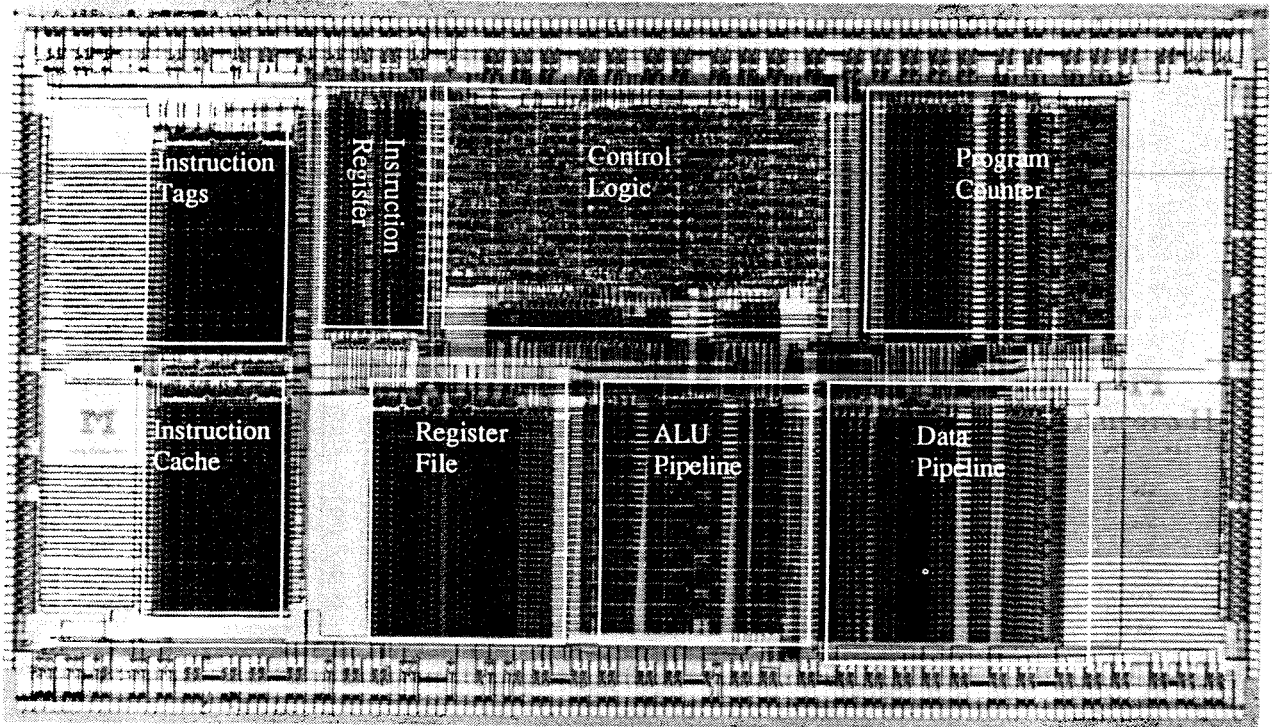 Instruction
Tags
Instruction
Register
Control
Logic
Program
Counter
M
Instruction
Cache
Register
File
ALU
Pipeline
Data
Pipeline